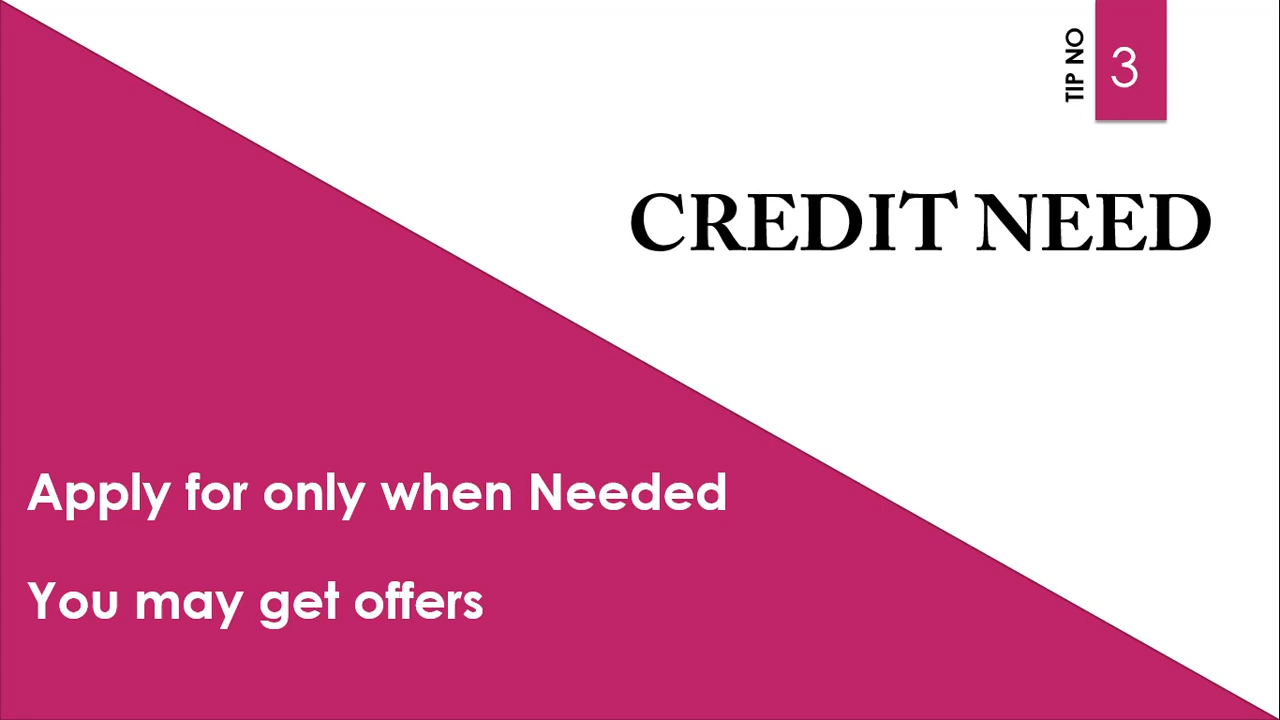 TIP NO
3
CREDIT NEED
Apply for only when Needed
You may get offers